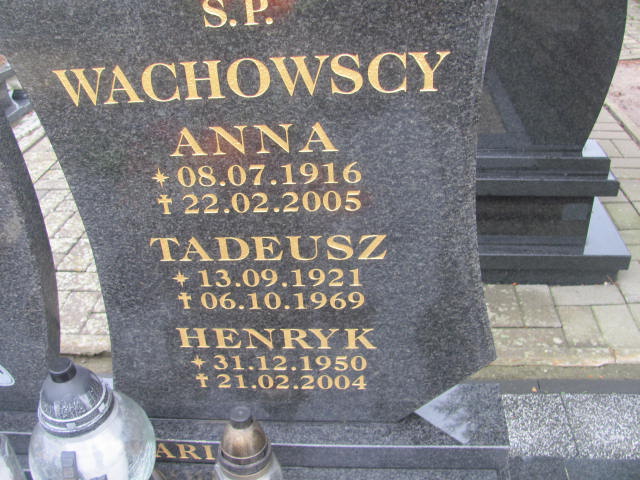 S.P.
WACHOWSCY
ANNA
* 08.07.1916
† 22.02.2005
TADEUSZ
* 13.09.1921
† 06.10.1969
HENRYK
* 31.12.1950
† 21.02.2004